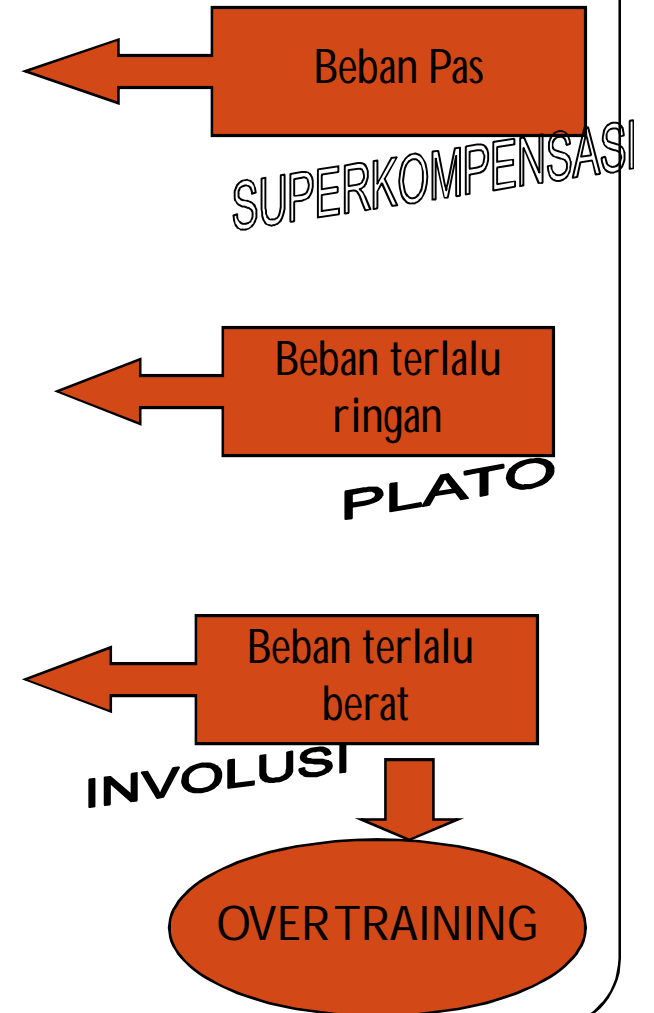 Beban Pas
SUPERKOMPENSASI
Beban terlalu
ringan
PLATO
Beban terlalu
berat
INVOLUSI
OVERTRAINING